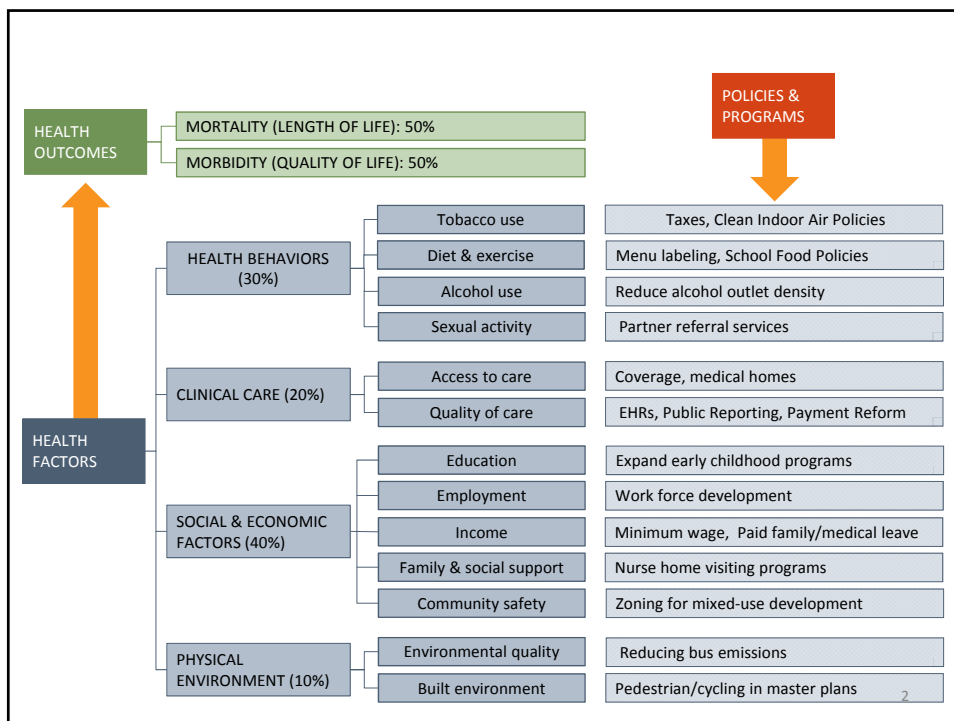 POLICIES &
PROGRAMS
HEALTH
OUTCOMES
MORTALITY (LENGTH OF LIFE): 50%
MORBIDITY (QUALITY OF LIFE): 50%
HEALTH
FACTORS
HEALTH BEHAVIORS
(30%)
Tobacco use
Taxes, Clean Indoor Air Policies
Diet & exercise
Menu labeling, School Food Policies
Alcohol use
Reduce alcohol outlet density
Sexual activity
Partner referral services
CLINICAL CARE (20%)
Access to care
Coverage, medical homes
Quality of care
EHRs, Public Reporting, Payment Reform
SOCIAL & ECONOMIC
FACTORS (40%)
Education
Expand early childhood programs
Employment
Work force development
Income
Minimum wage, Paid family/medical leave
Family & social support
Nurse home visiting programs
Community safety
Zoning for mixed-use development
PHYSICAL
ENVIRONMENT (10%)
Environmental quality
Reducing bus emissions
Built environment
Pedestrian/cycling in master plans
2